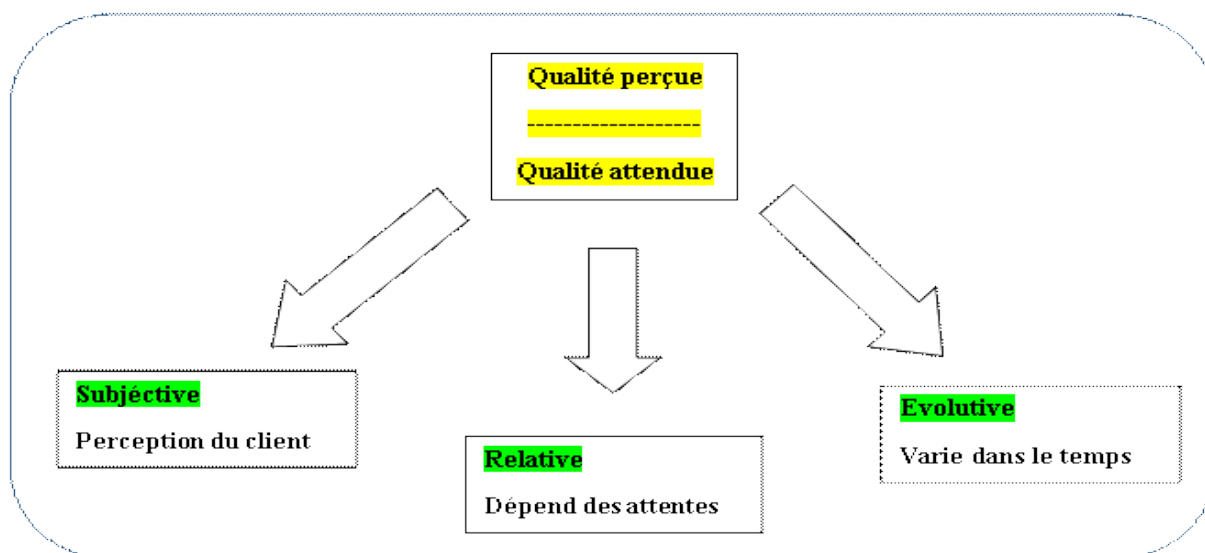 Qualité perçue
-------------------
Qualité attendue
Subjéctive
Perception du client
Relative
Dépend des attentes
Evolutive
Varie dans le temps